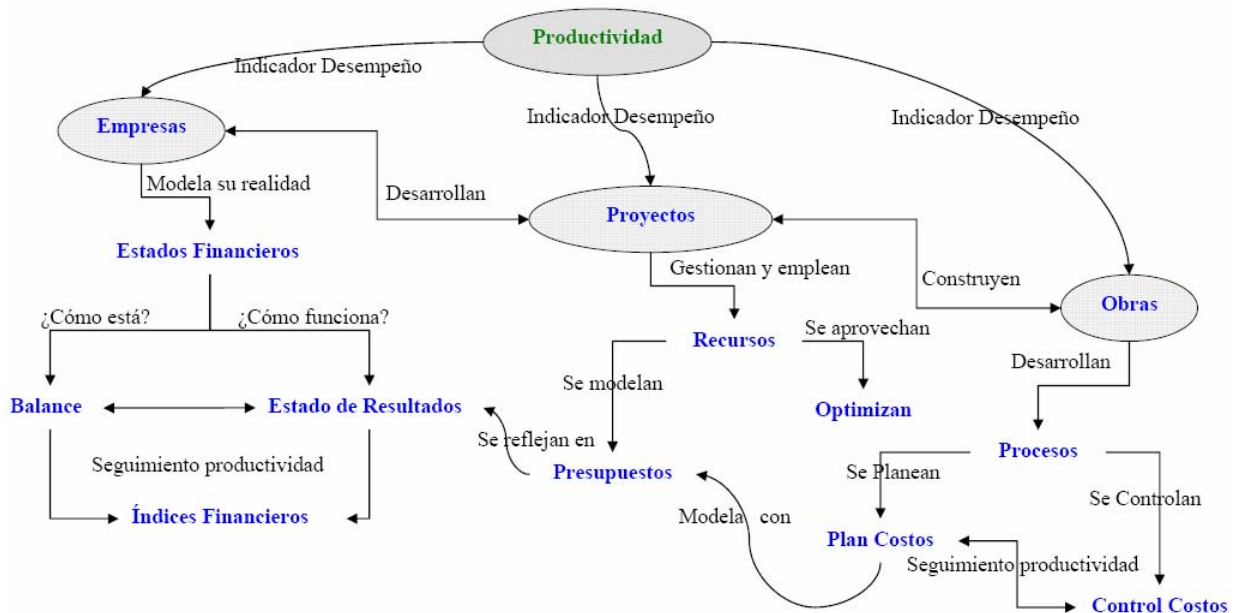 Productividad
Indicador Desempeño
Indicador Desempeño
Indicador Desempeño
Empresas
Modela su realidad
Desarrollan
Proyectos
Estados Financieros
Gestionan y emplean
Construyen
Obras
¿Cómo está?
¿Cómo funciona?
Recursos
Se aprovechan
Desarrollan
Se modelan
Balance
Estado de Resultados
Optimizan
Se reflejan en
Procesos
Seguimiento productividad
Presupuestos
Se Planean
Se Controlan
Índices Financieros
Modela con
Plan Costos
Seguimiento productividad
Control Costos